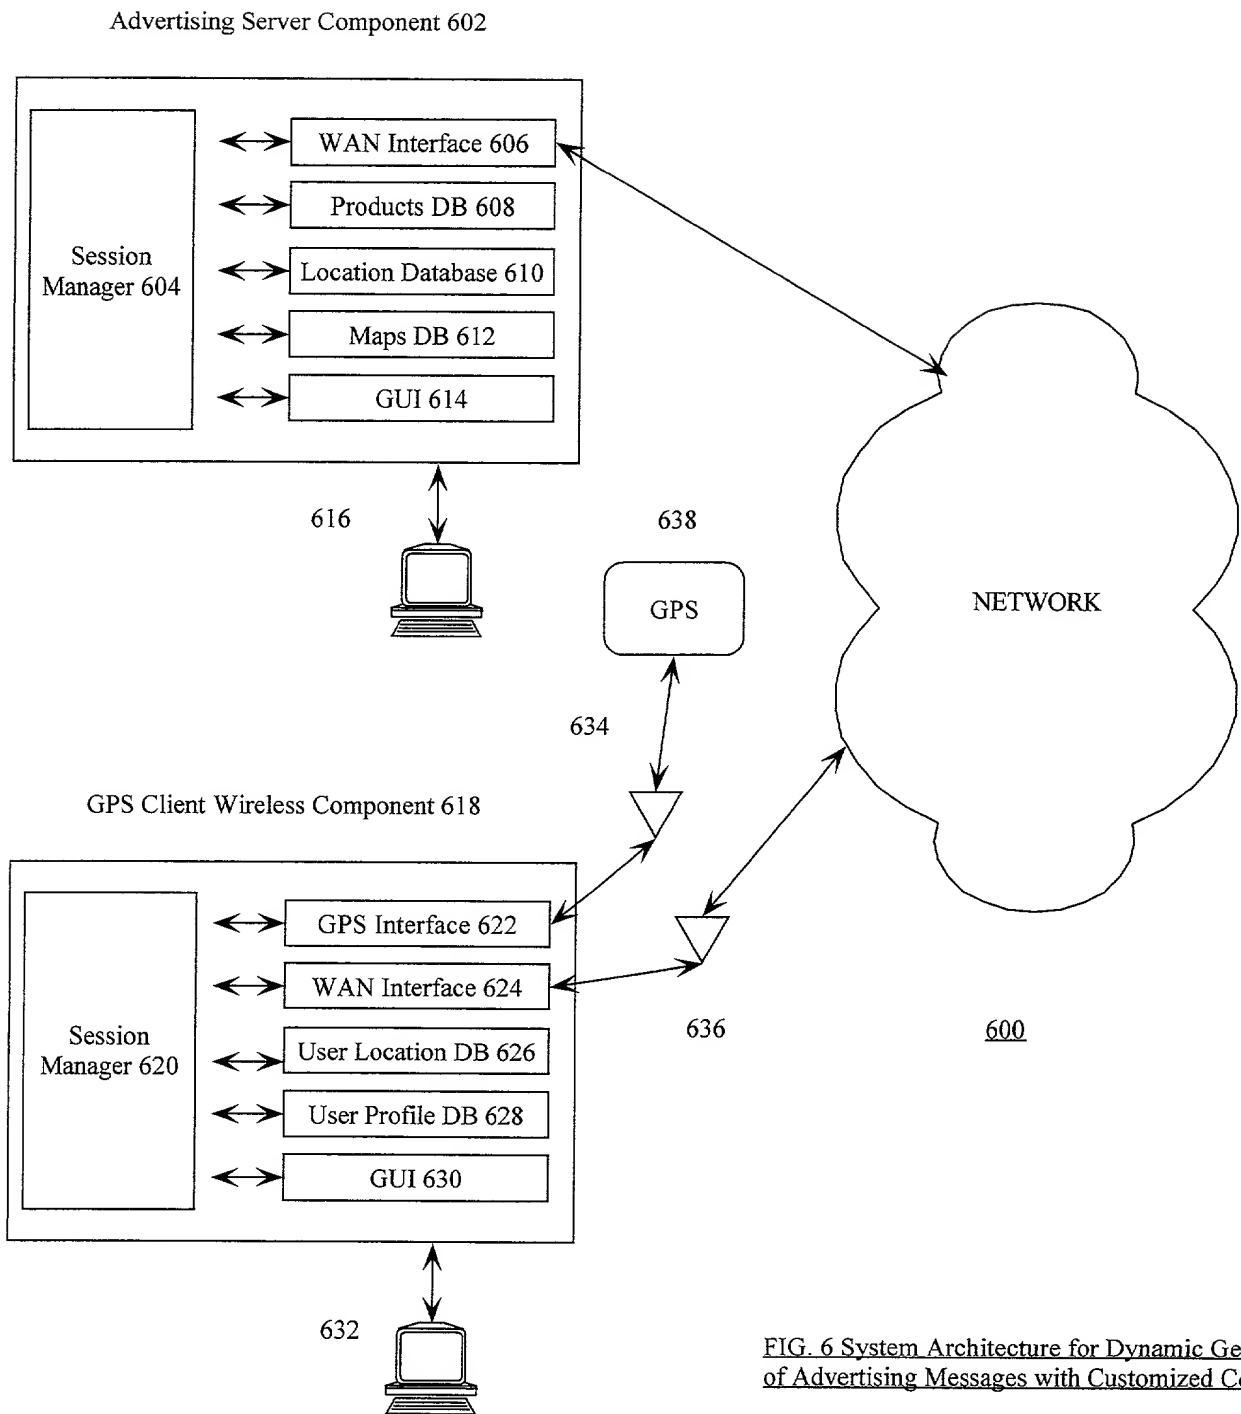 Advertising Server Component 602
WAN Interface 606
Products DB 608
Session
Manager 604
Location Database 610
Maps DB 612
GUI 614
616
638
GPS
NETWORK
634
GPS Client Wireless Component 618
GPS Interface 622
WAN Interface 624
Session
Manager 620
User Location DB 626
User Profile DB 628
GUI 630
636
600
632
FIG. 6 System Architecture for Dynamic Ge
of Advertising Messages with Customized C